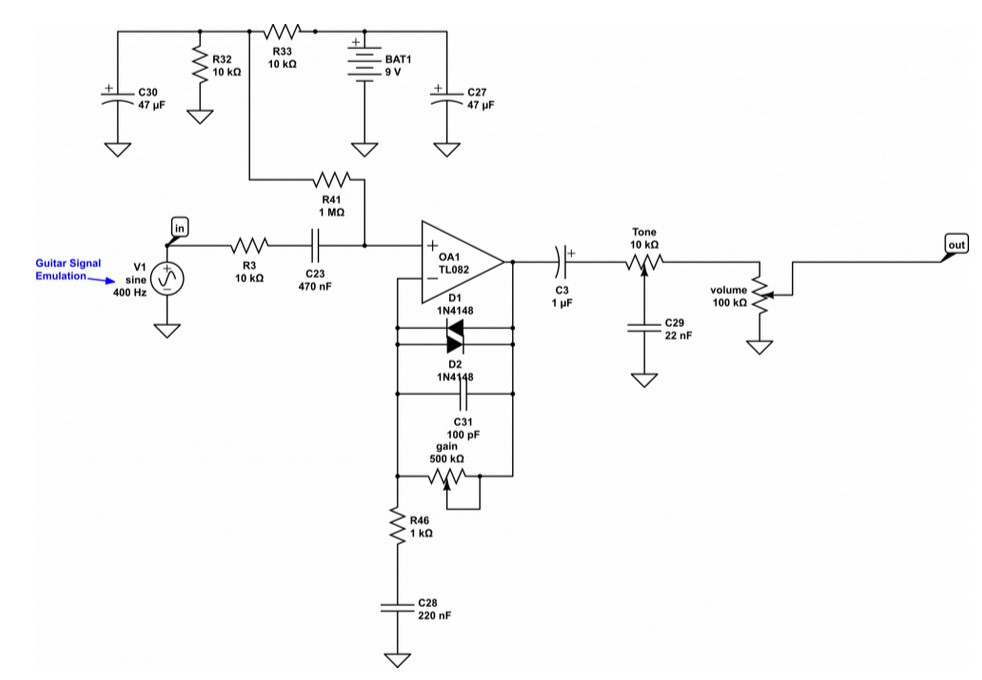 R32
10 kΩ
R33
10 kΩ
+
BAT1
9 V
+
C30
47 µF
+
C27
47 µF
R41
1 MΩ
in
Guitar Signal
Emulation
V1
sine
400 Hz
+
−
R3
10 kΩ
C23
470 nF
+
−
OA1
TL082
D1
1N4148
D2
1N4148
C31
100 pF
gain
500 kΩ
R46
1 kΩ
C28
220 nF
+
C3
1 µF
Tone
10 kΩ
C29
22 nF
volume
100 kΩ
out